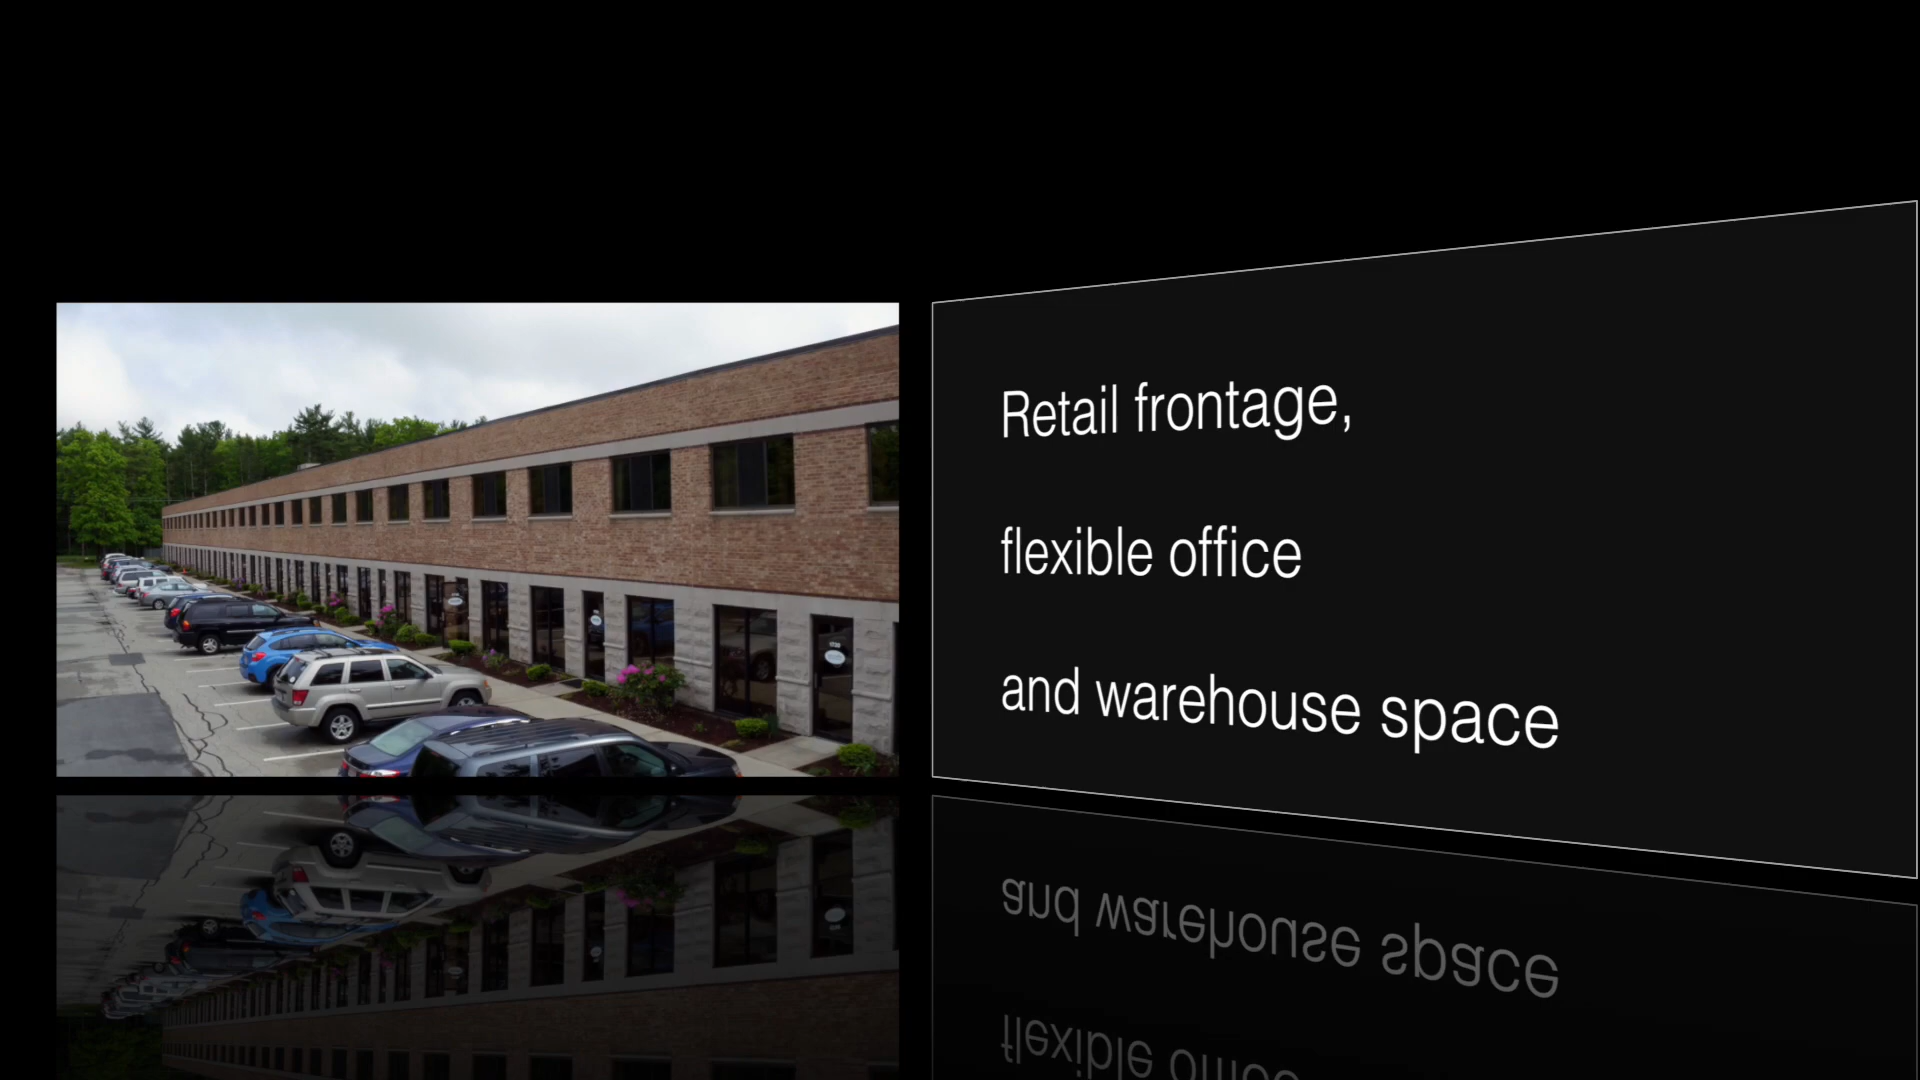 Retail frontage,
flexible office
and warehouse space